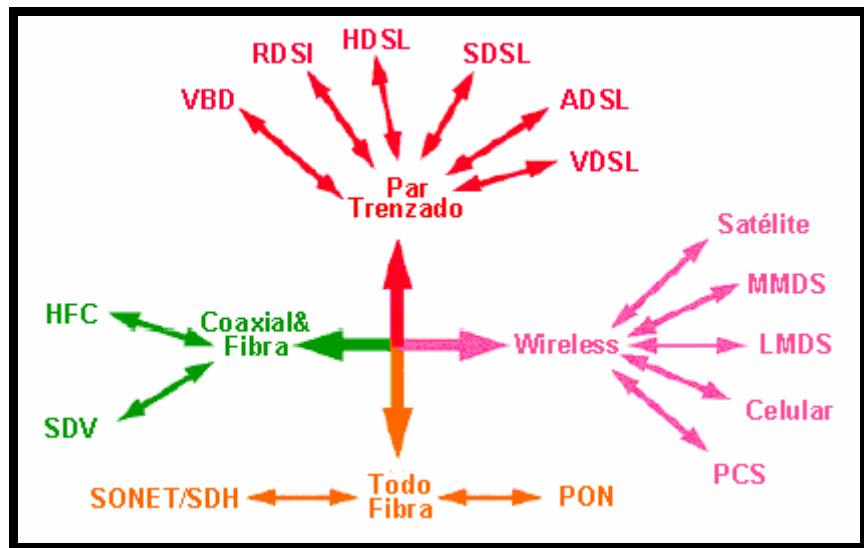 HDSL
RDSI
SDSL
VBD
ADSL
VDSL
Par
Trenzado
Satélite
MMDS
HFC
Coaxial&
Fibra
Wireless
LMDS
Celular
SDV
PCS
SONET/SDH
Todo
Fibra
PON